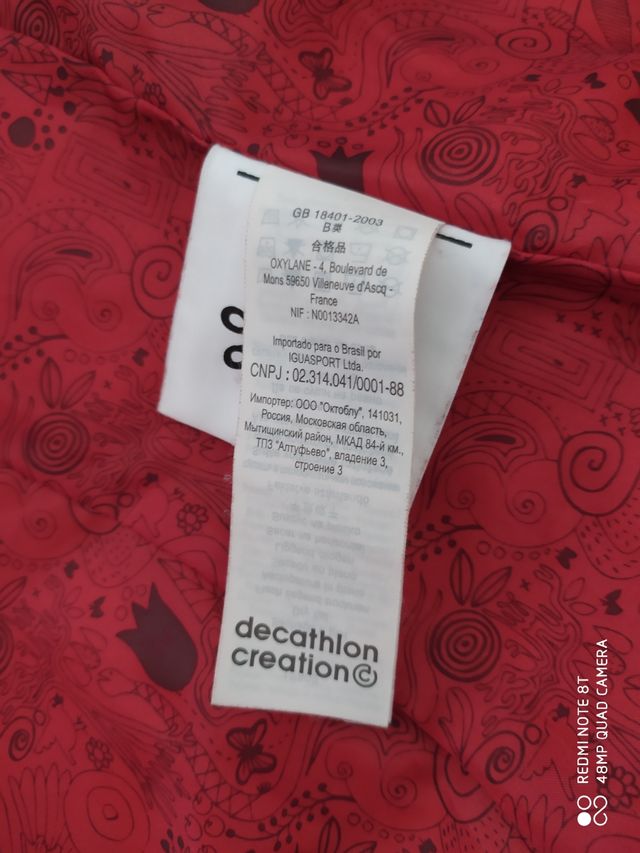 GB 18401-2003
B类
合格品
OXYLANE - 4, Boulevard de
Mons 59650 Villeneuve d'Ascq -
France
NIF : N0013342A
Importado para o Brasil por
IGUASPORT Ltda.
CNPJ : 02.314.041/0001-88
Импортер: ООО "Октоблу", 141031,
Россия, Московская область,
Мытищинский район, МКАД 84-й км.,
ТПЗ "Алтуфьево", владение 3,
строение 3
decathlon
creation©
REDMI NOTE 8T
48MP QUAD CAMERA